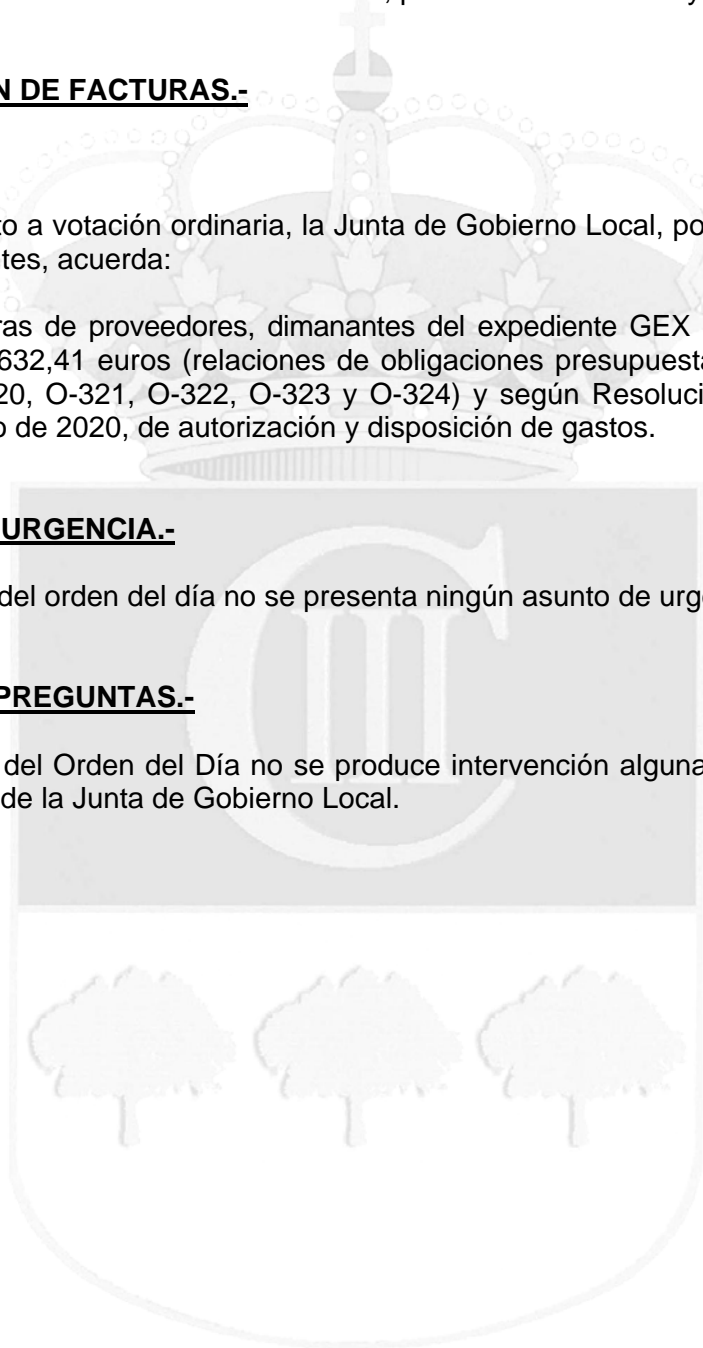 N DE FACTURAS.-
to a votación ordinaria, la Junta de Gobierno Local, po
tes, acuerda:
ras de proveedores, dimanantes del expediente GEX
632,41 euros (relaciones de obligaciones presupuesta
20, O-321, O-322, O-323 y O-324) y según Resoluci
o de 2020, de autorización y disposición de gastos.
URGENCIA.-
del orden del día no se presenta ningún asunto de urg
PREGUNTAS.-
del Orden del Día no se produce intervención alguna
de la Junta de Gobierno Local.
C III